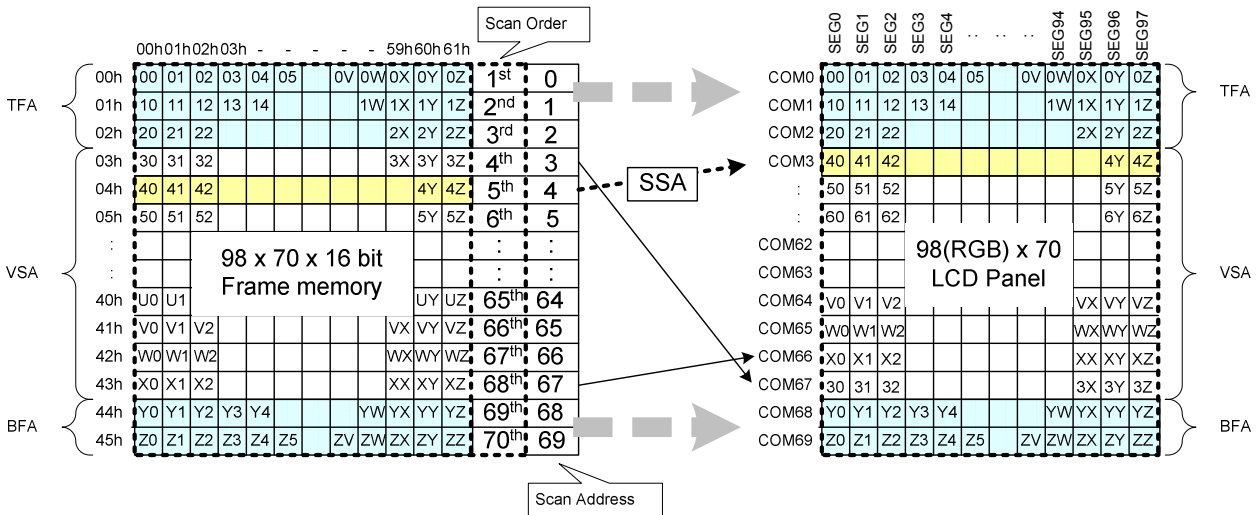 Scan Order
00h 01h 02h 03h - - - - - 59h 60h 61h
SEG0 SEG1 SEG2 SEG3 SEG4 .. .. .. SEG94 SEG95 SEG96 SEG97
00h 00 01 02 03 04 05 0V 0W 0X 0Y 0Z 1st 0 COM0 00 01 02 03 04 05 0V 0W 0X 0Y 0Z
TFA 01h 10 11 12 13 14 1W 1X 1Y 1Z 2nd 1 COM1 10 11 12 13 14 1W 1X 1Y 1Z TFA
02h 20 21 22 2X 2Y 2Z 3rd 2 COM2 20 21 22 2X 2Y 2Z
03h 30 31 32 3X 3Y 3Z 4th 3 COM3 40 41 42 4Y 4Z
04h 40 41 42 4Y 4Z 5th 4 SSA : 50 51 52 5Y 5Z
05h 50 51 52 5Y 5Z 6th 5 : 60 61 62 6Y 6Z
: : : COM62
VSA : 98 x 70 x 16 bit : : COM63 98(RGB) x 70 VSA
Frame memory LCD Panel
40h U0 U1 UY UZ 65th 64 COM64 V0 V1 V2 VX VY VZ
41h V0 V1 V2 VX VY VZ 66th 65 COM65 W0 W1 W2 WX WY WZ
42h W0 W1 W2 WX WY WZ 67th 66 COM66 X0 X1 X2 XX XY XZ
43h X0 X1 X2 XX XY XZ 68th 67 COM67 30 31 32 3X 3Y 3Z
44h Y0 Y1 Y2 Y3 Y4 YW YX YY YZ 69th 68 COM68 Y0 Y1 Y2 Y3 Y4 YW YX YY YZ
BFA 45h Z0 Z1 Z2 Z3 Z4 Z5 ZV ZW ZX ZY ZZ 70th 69 COM69 Z0 Z1 Z2 Z3 Z4 Z5 ZV ZW ZX ZY ZZ BFA
Scan Address